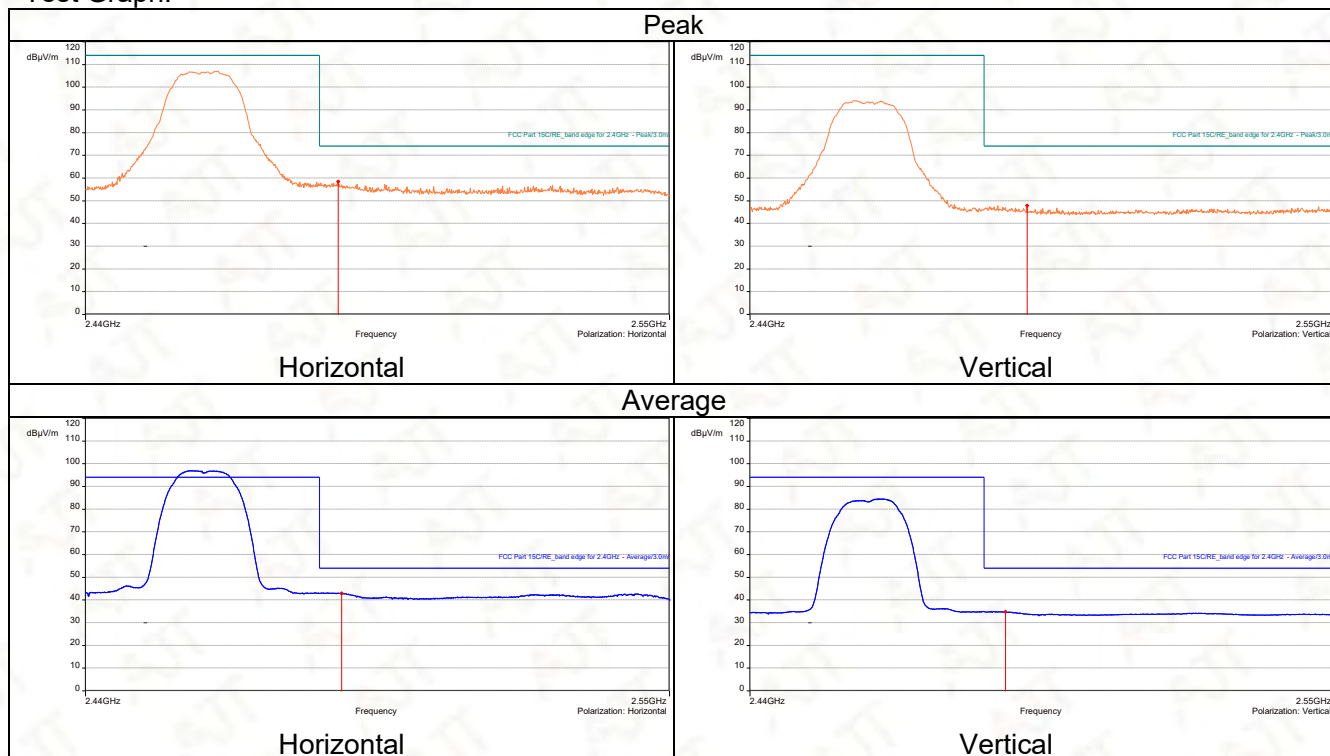 Test Graph:
Peak
dBµV/m
120
110
100
90
80
70
60
50
40
30
20
10
0
FCC Part 15C/RE_band edge for 2.4GHz - Peak/3.0m
2.44GHz
Frequency
2.55GHz
Polarization: Horizontal
Horizontal
dBµV/m
120
110
100
90
80
70
60
50
40
30
20
10
0
FCC Part 15C/RE_band edge for 2.4GHz - Peak/3.0m
2.44GHz
Frequency
2.55GHz
Polarization: Vertical
Vertical
Average
dBµV/m
120
110
100
90
80
70
60
50
40
30
20
10
0
FCC Part 15C/RE_band edge for 2.4GHz - Average/3.0m
2.44GHz
Frequency
2.55GHz
Polarization: Horizontal
Horizontal
dBµV/m
120
110
100
90
80
70
60
50
40
30
20
10
0
FCC Part 15C/RE_band edge for 2.4GHz - Average/3.0m
2.44GHz
Frequency
2.55GHz
Polarization: Vertical
Vertical